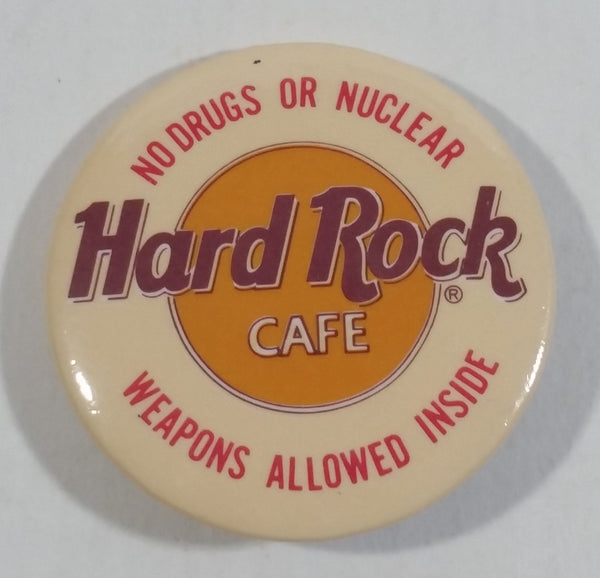 NO DRUGS OR NUCLEAR
Hard Rock
®
CAFE
WEAPONS ALLOWED INSIDE